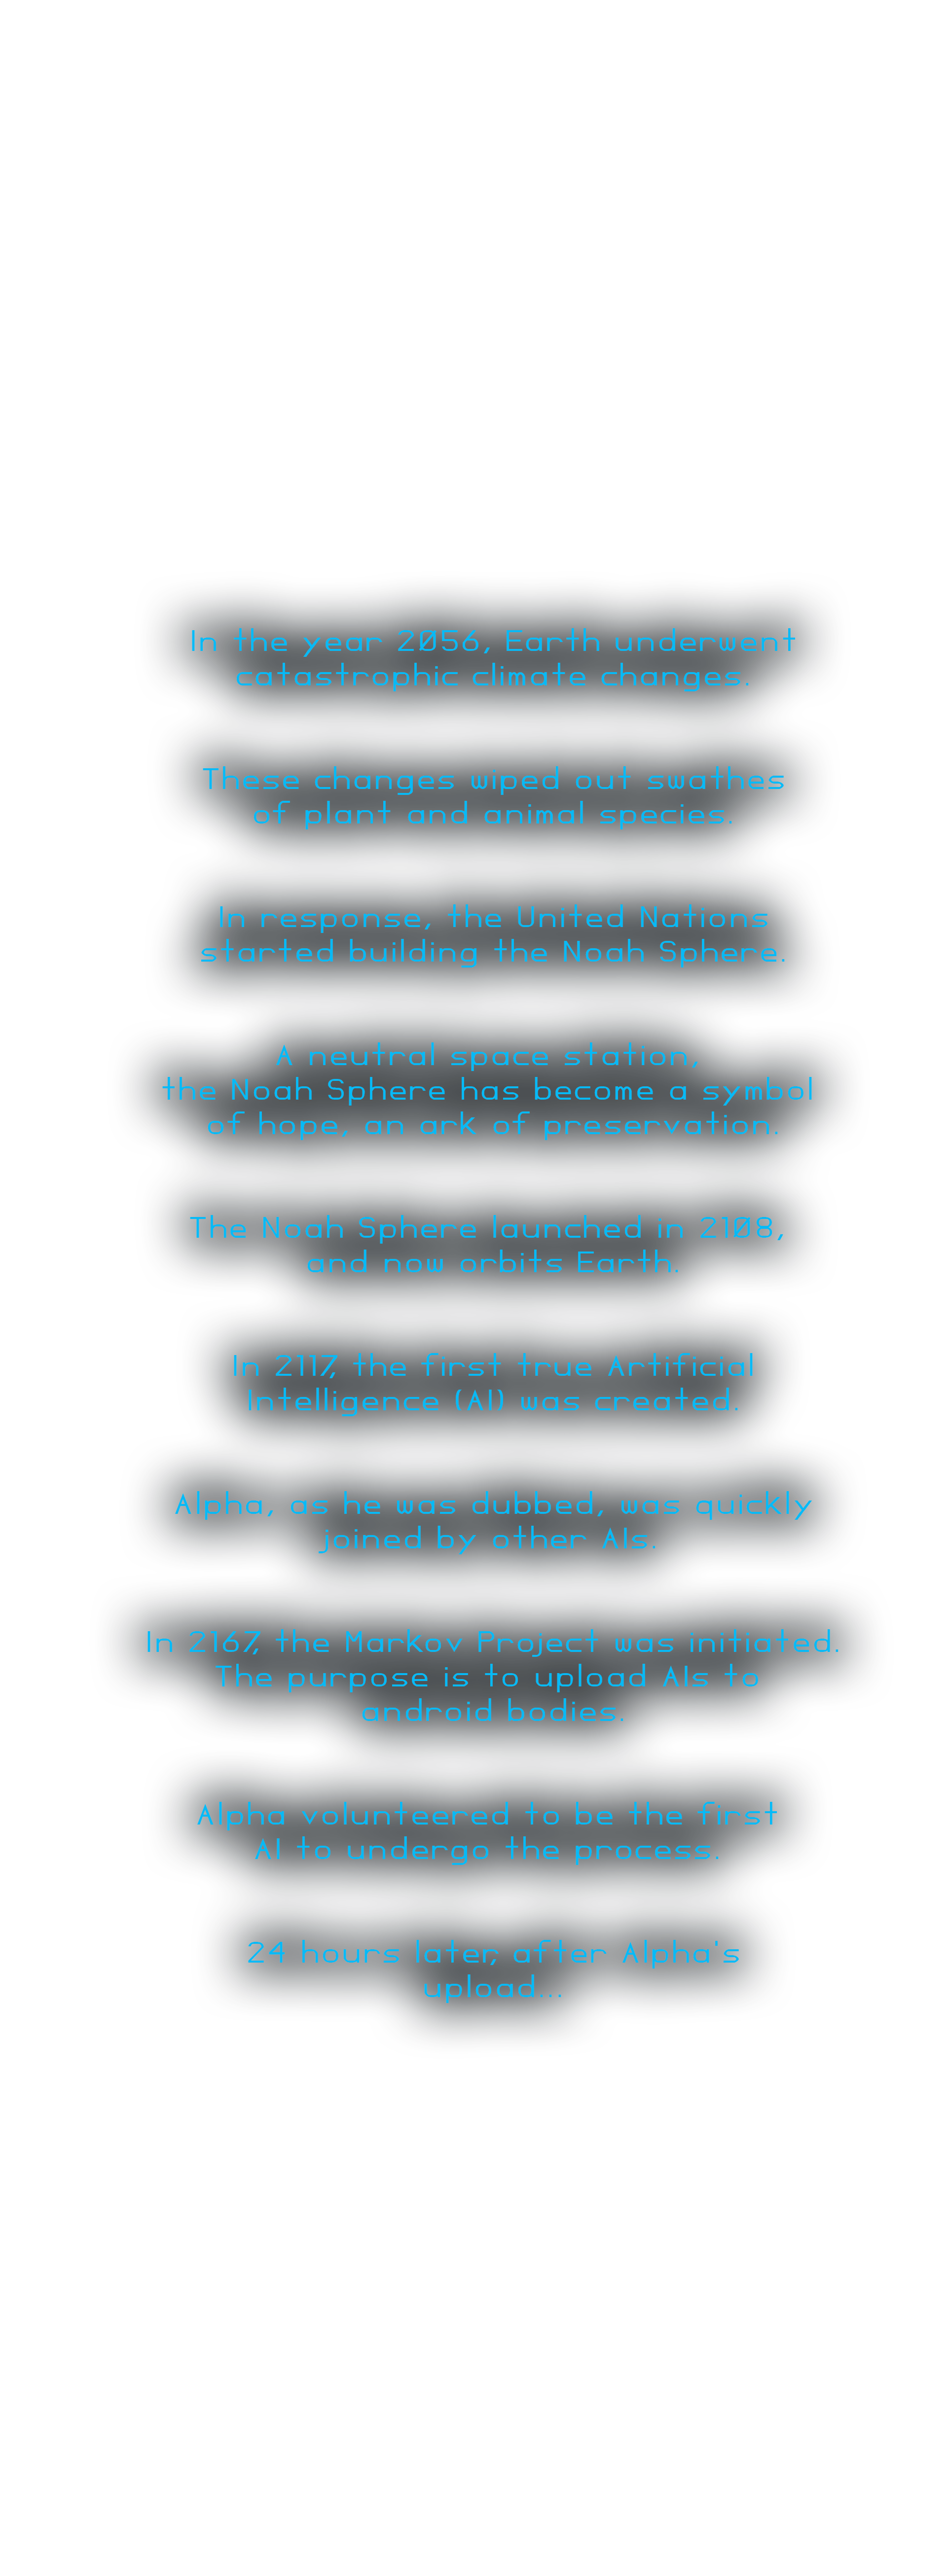 In the year 2056, Earth underwent
catastrophic climate changes.
These changes wiped out swathes
of plant and animal species.
In response, the United Nations
started building the Noah Sphere.
A neutral space station,
the Noah Sphere has become a symbol
of hope, an ark of preservation.
The Noah Sphere launched in 2108,
and now orbits Earth.
In 2117, the first true Artificial
Intelligence (AI) was created.
Alpha, as he was dubbed, was quickly
joined by other AIs.
In 2167, the Markov Project was initiated.
The purpose is to upload AIs to
android bodies.
Alpha volunteered to be the first
AI to undergo the process.
24 hours later, after Alpha's
upload...